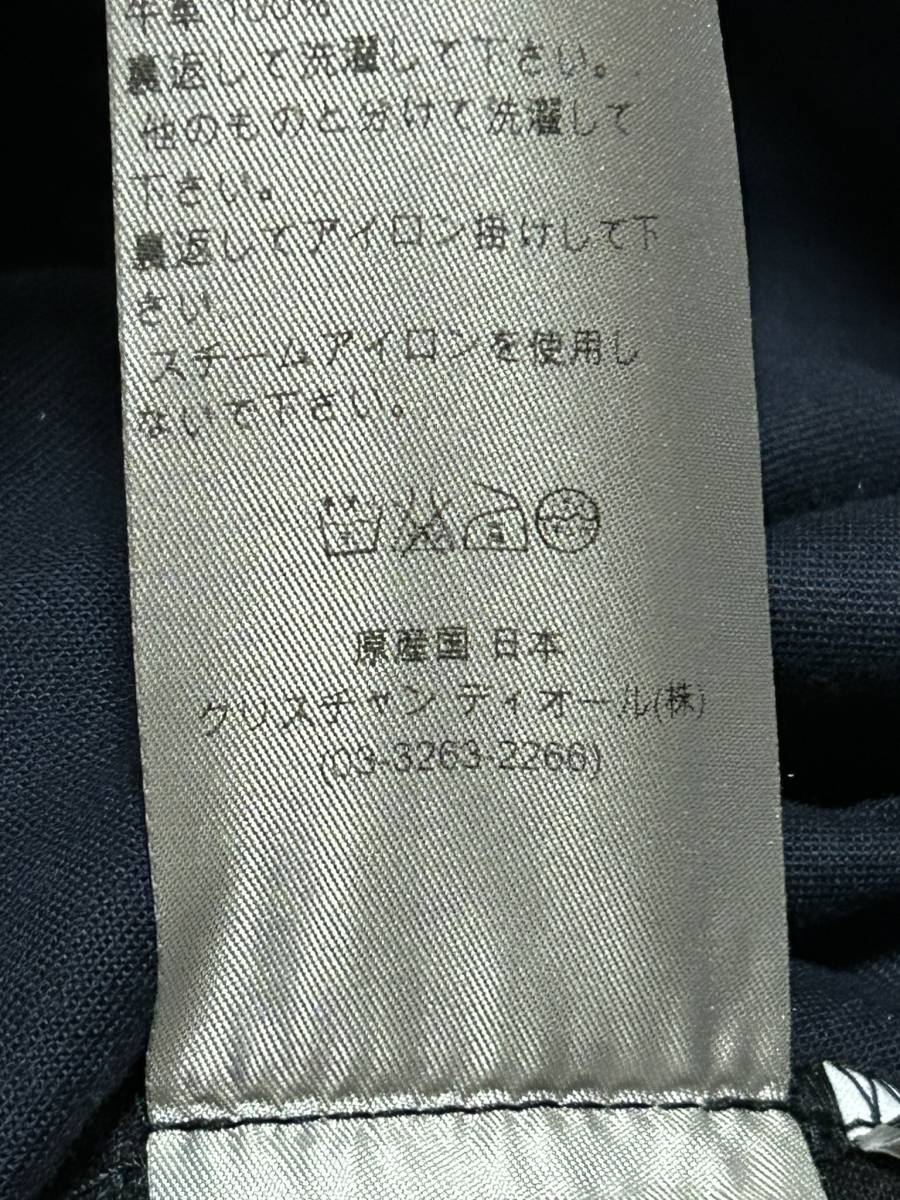 牛革 100%
裏返して洗濯して下さい。
他のものと分けて洗濯して
下さい。
裏返してアイロン掛けして下
さい
スチームアイロンを使用し
ないで下さい。
原産国 日本
クリスチャン ディオール(株)
(03-3263-2266)